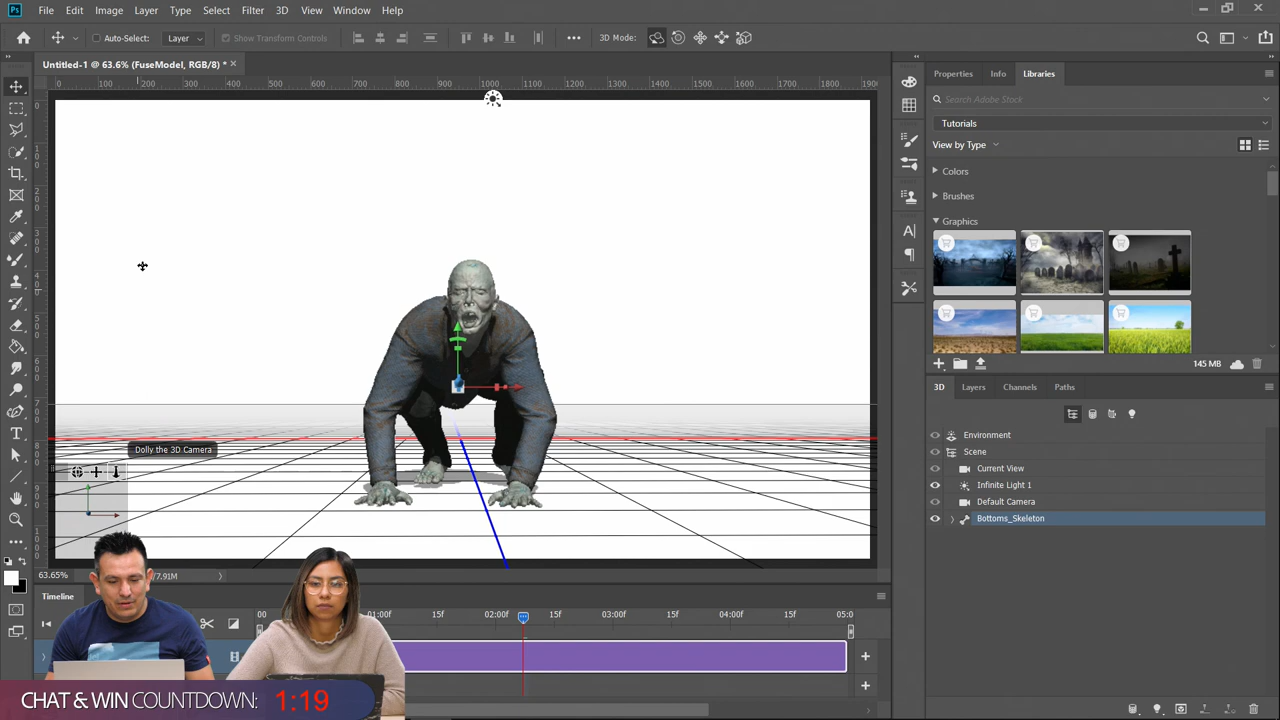 Ps File Edit Image Layer Type Select Filter 3D View Window Help
Auto-Select: Layer Show Transform Controls 3D Mode:
Untitled-1 @ 63.6% (FuseModel, RGB/8) *
0 100 200 300 400 500 600 700 800 900 1000 1100 1200 1300 1400 1500 1600 1700 1800 1900
Properties Info Libraries
Search Adobe Stock
Tutorials
View by Type
Colors
Brushes
Graphics
145 MB
3D Layers Channels Paths
Environment
Scene
Current View
Infinite Light 1
Default Camera
Bottoms_Skeleton
Dolly the 3D Camera
63.65% /7.91M
Timeline
00 01:00f 15f 02:00f 15f 03:00f 15f 04:00f 15f 05:0
CHAT & WIN COUNTDOWN: 1:19